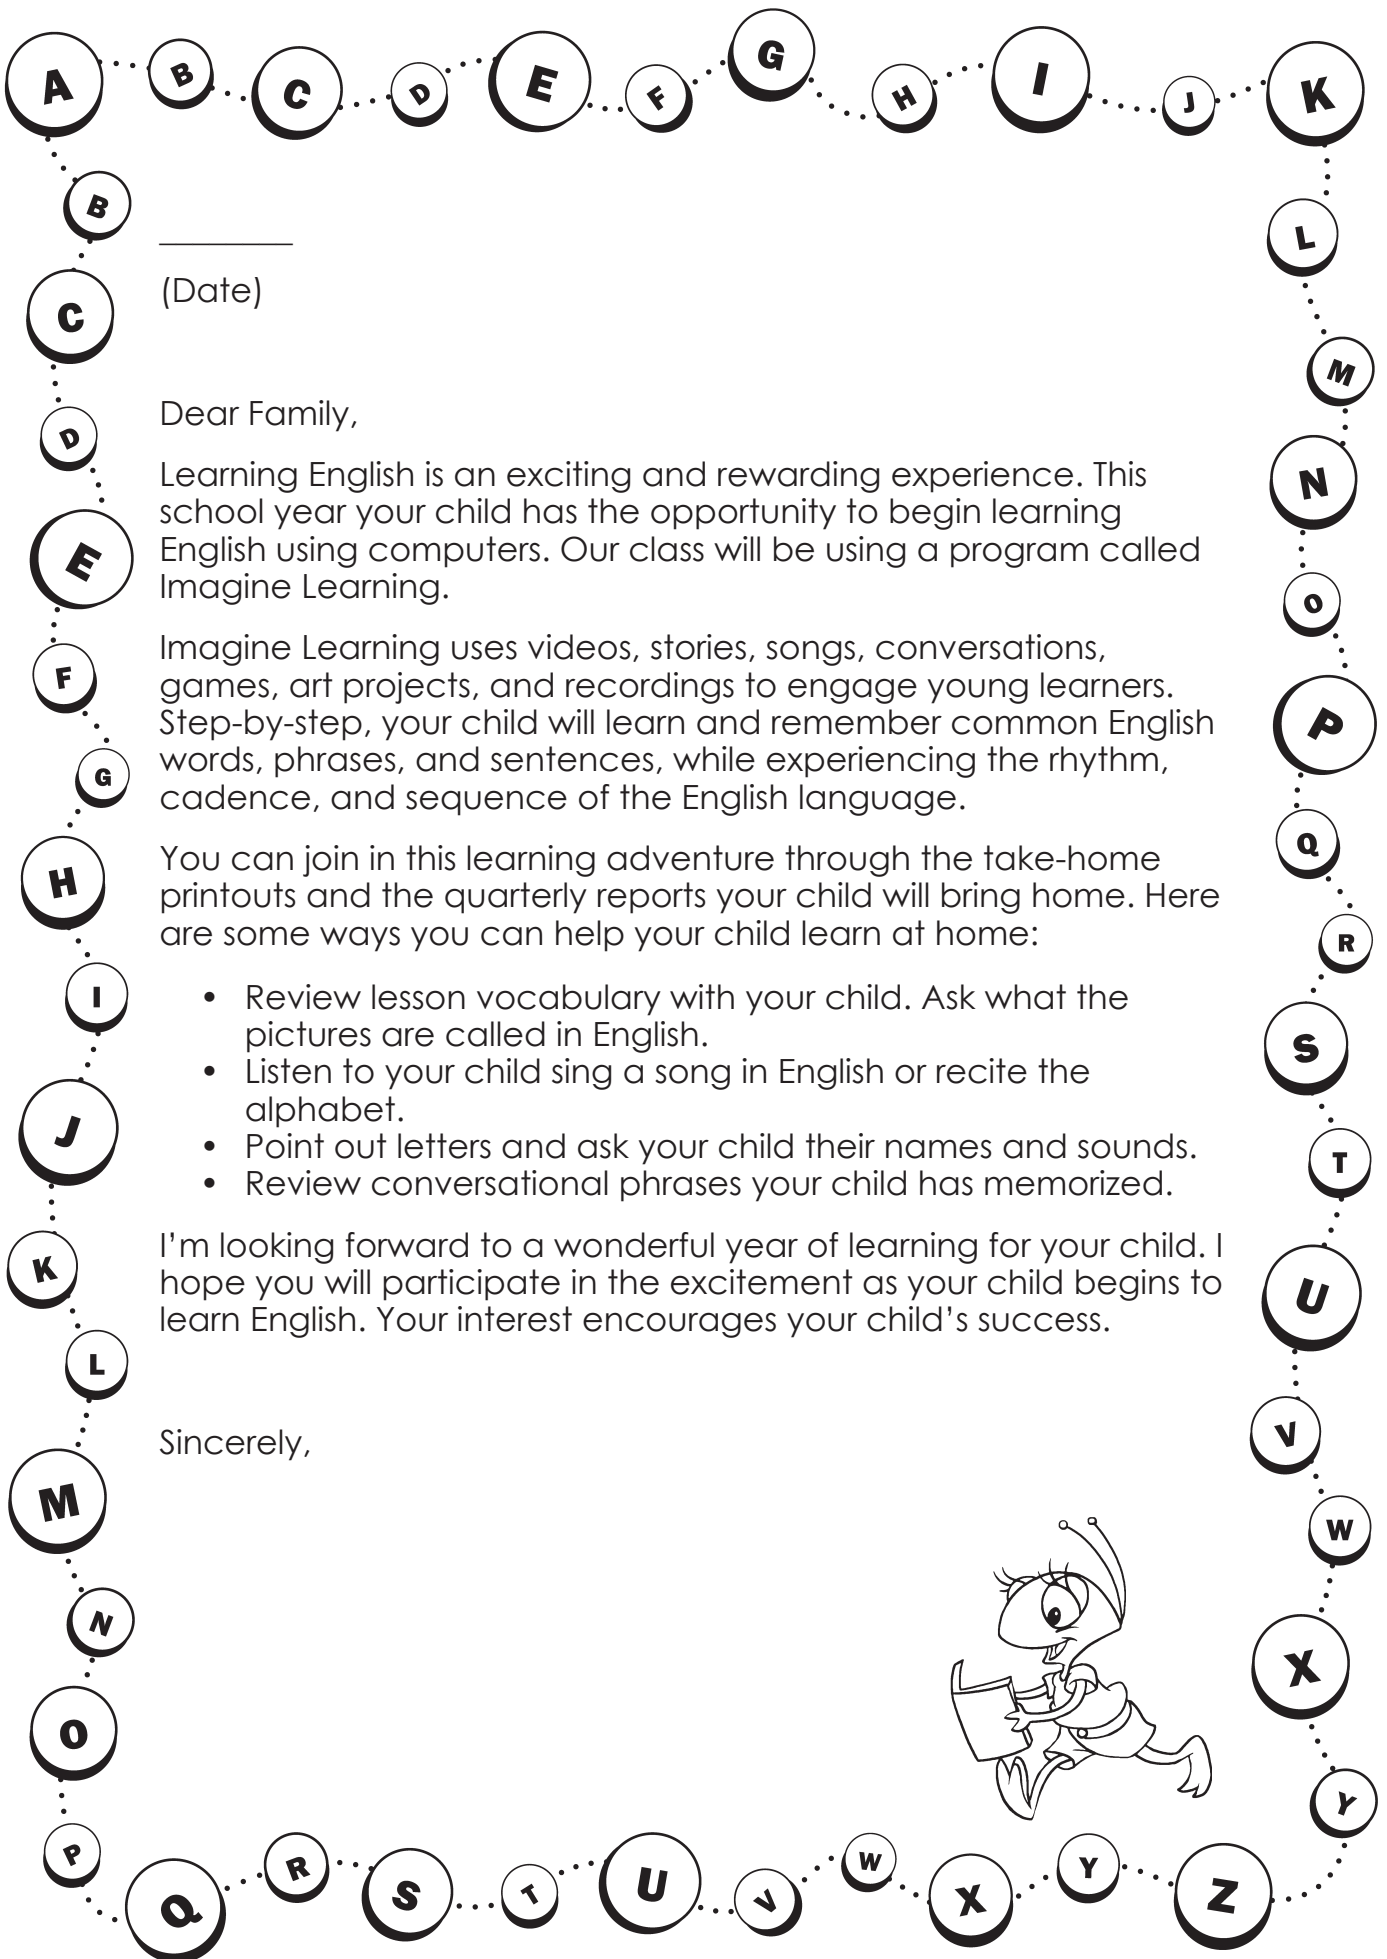 A B C D E F G H I J K
B
L
(Date)
C
M
Dear Family,
D
Learning English is an exciting and rewarding experience. This
N
school year your child has the opportunity to begin learning
English using computers. Our class will be using a program called
E
Imagine Learning.
O
Imagine Learning uses videos, stories, songs, conversations,
F
games, art projects, and recordings to engage young learners.
Step-by-step, your child will learn and remember common English
P
words, phrases, and sentences, while experiencing the rhythm,
G
cadence, and sequence of the English language.
Q
You can join in this learning adventure through the take-home
H
printouts and the quarterly reports your child will bring home. Here
are some ways you can help your child learn at home:
R
• Review lesson vocabulary with your child. Ask what the
I
pictures are called in English.
S
• Listen to your child sing a song in English or recite the
alphabet.
J
• Point out letters and ask your child their names and sounds.
T
• Review conversational phrases your child has memorized.
I'm looking forward to a wonderful year of learning for your child. I
K
hope you will participate in the excitement as your child begins to
U
learn English. Your interest encourages your child's success.
L
V
Sincerely,
M
W
N
X
O
Y
P Q R S T U V W X Y Z